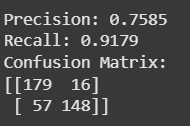 Precision: 0.7585
Recall: 0.9179
Confusion Matrix:
[[179  16]
 [ 57 148]]